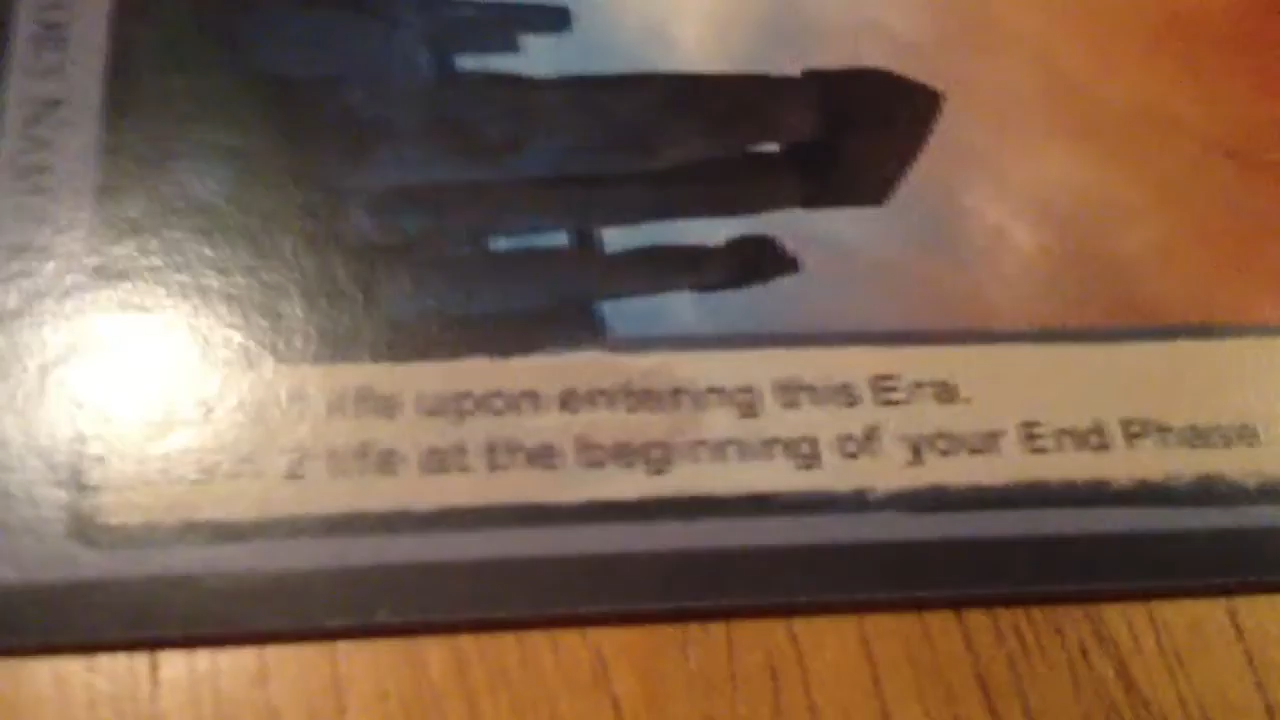 life upon entering this Era.
2 life at the beginning of your End Phase